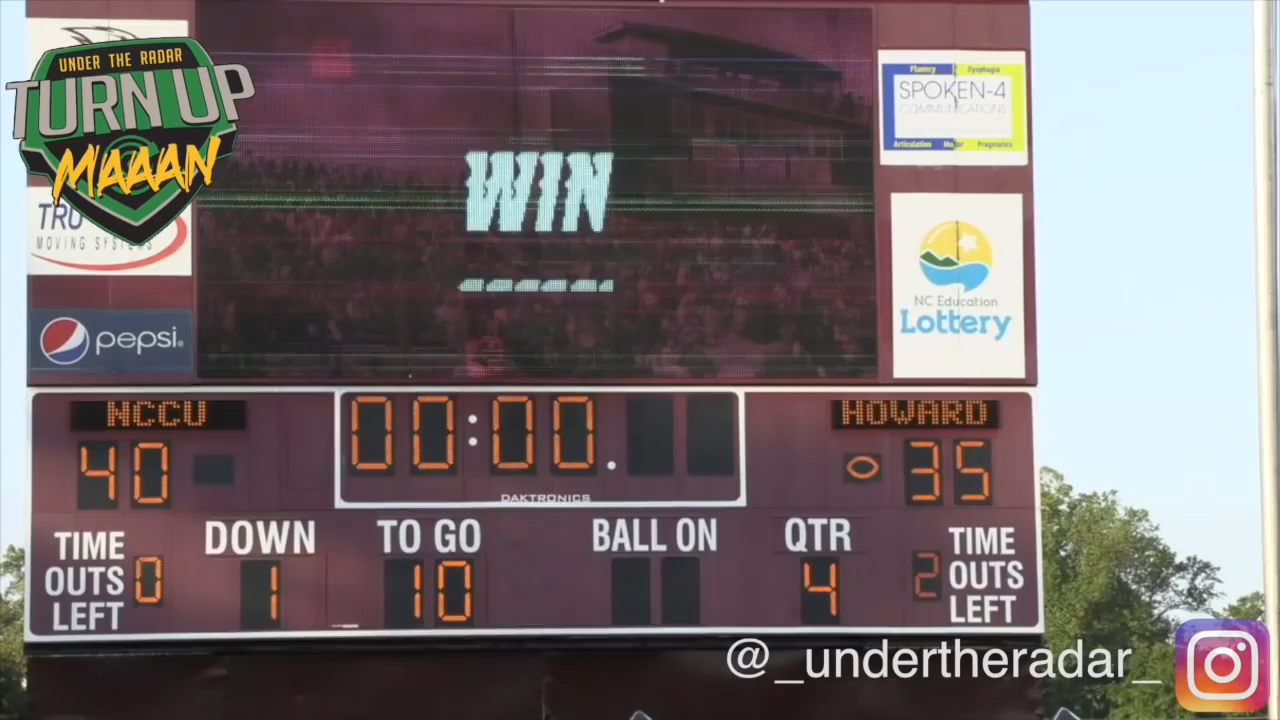 UNDER THE RADAR
TURN UP
MAAAN
TRU
MOVING SYSTEMS
pepsi
WIN
Fluency
Dysphagia
SPOKEN-4
COMMUNICATIONS
Articulation
Motor
Pragmatics
NC Education
Lottery
NCCU
00:00.
HOWARD
40
35
DAKTRONICS
TIME OUTS LEFT
0
DOWN
1
TO GO
10
BALL ON
QTR
4
2
TIME OUTS LEFT
@_undertheradar_